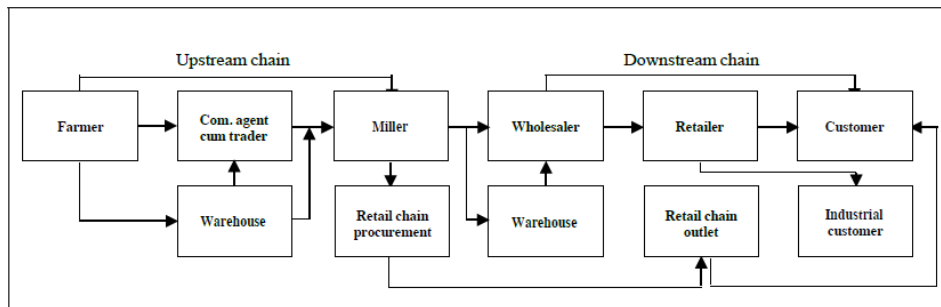 Upstream chain
Downstream chain
Farmer
Com. agent
cum trader
Miller
Wholesaler
Retailer
Customer
Warehouse
Retail chain
procurement
Warehouse
Retail chain
outlet
Industrial
customer